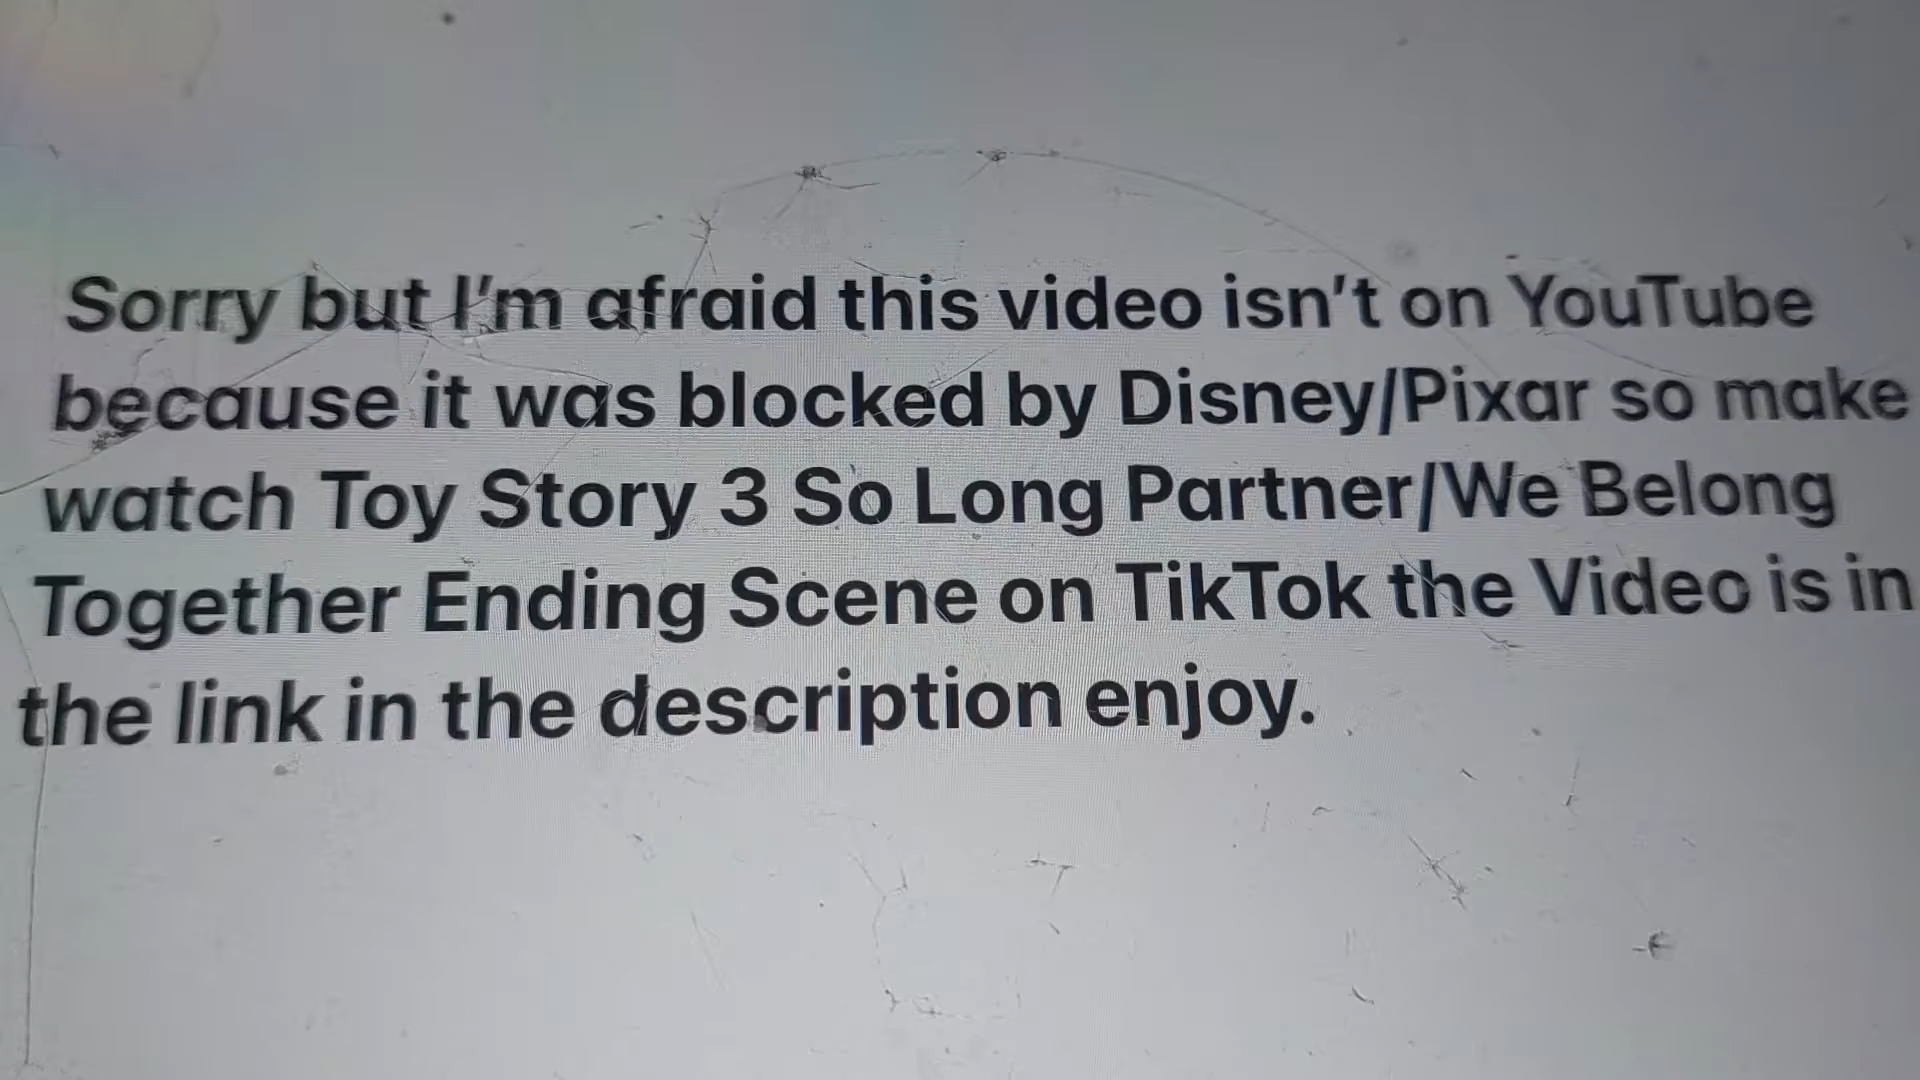 Sorry but I'm afraid this video isn't on YouTube
because it was blocked by Disney/Pixar so make
watch Toy Story 3 So Long Partner/We Belong
Together Ending Scene on TikTok the Video is in
the link in the description enjoy.